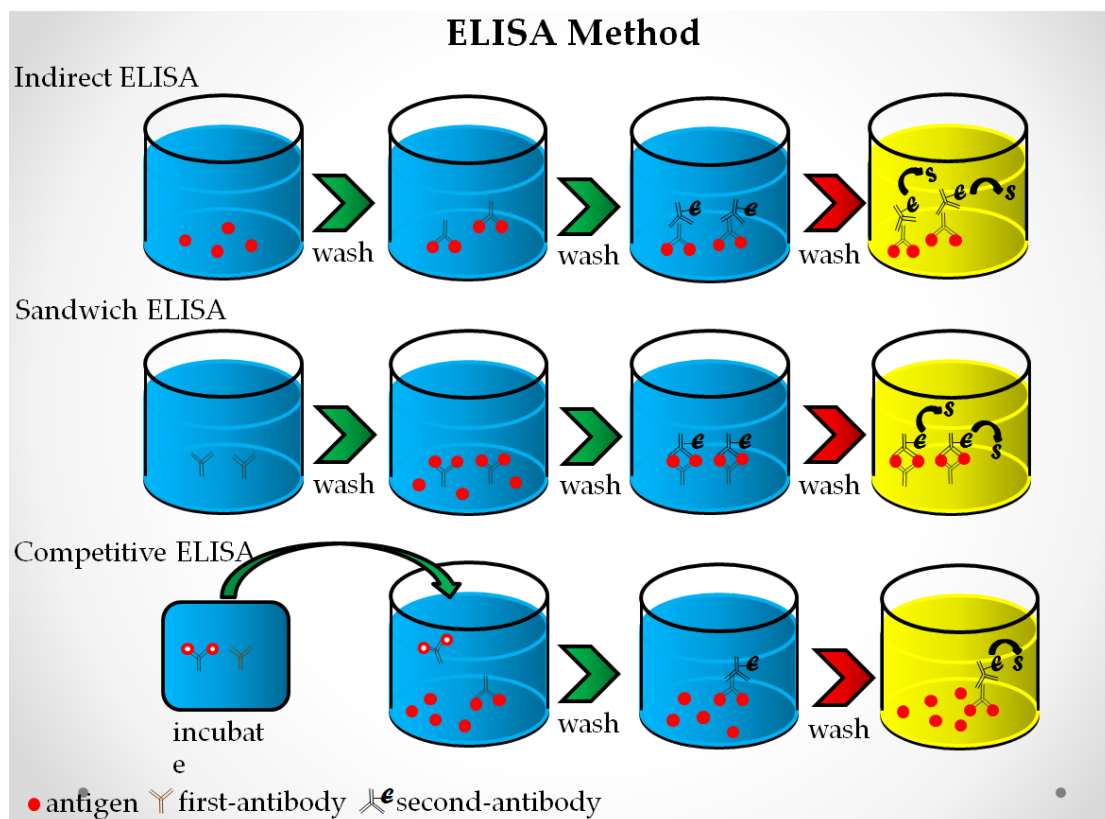 ELISA Method
Indirect ELISA
e s e s
e e
wash wash wash
Sandwich ELISA
s
e e e e s
wash wash wash
Competitive ELISA
e e s
incubat
e
wash wash
antigen first-antibody e second-antibody